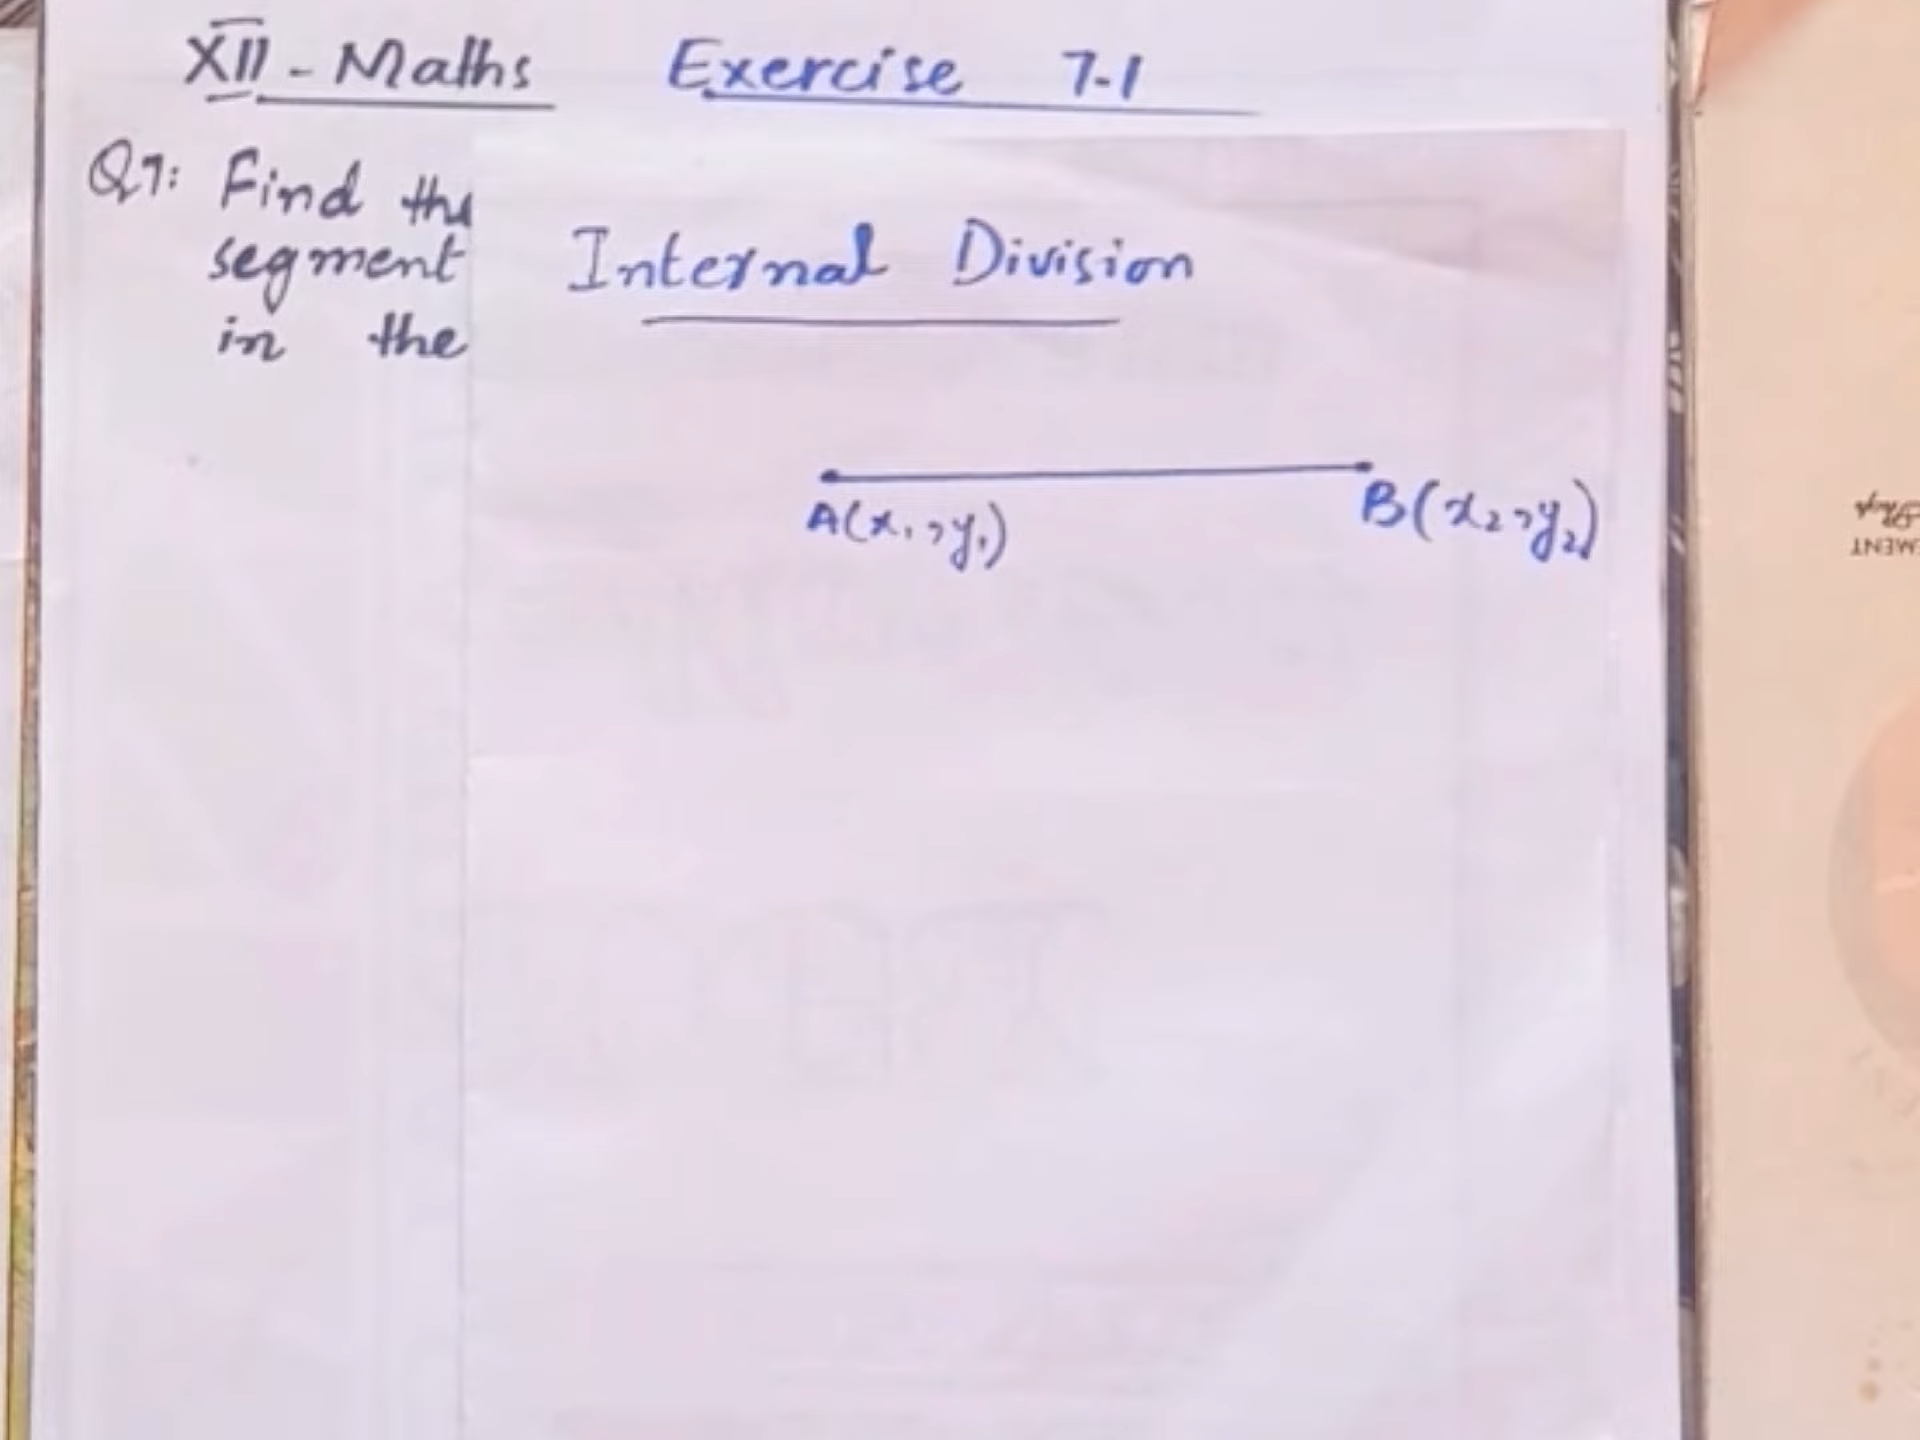 XII - Maths Exercise 7.1
Q7: Find the
segment
in the
Internal Division
A(x₁, y₁)
B(x₂, y₂)